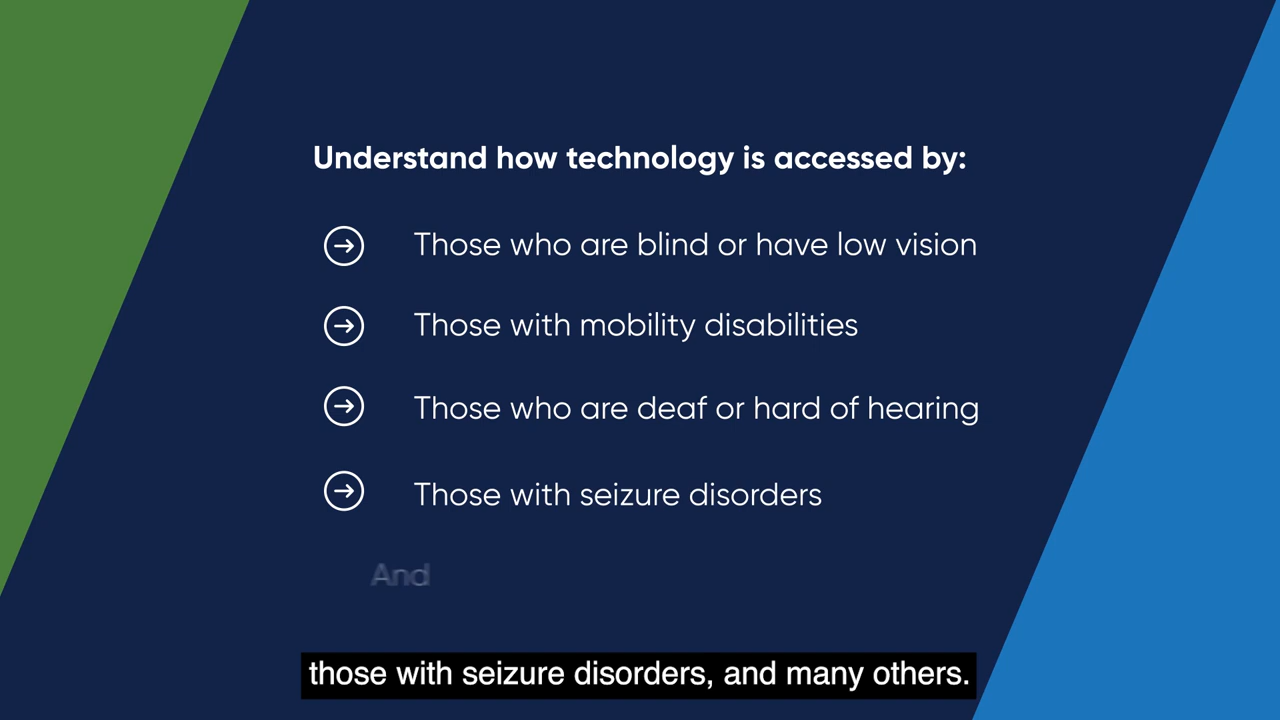 Understand how technology is accessed by:
Those who are blind or have low vision
Those with mobility disabilities
Those who are deaf or hard of hearing
Those with seizure disorders
And
those with seizure disorders, and many others.